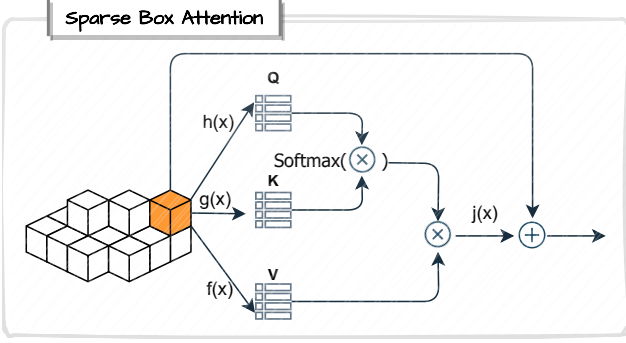 Sparse Box Attention
Q
h(x)
Softmax( )
g(x)
K
j(x)
f(x)
V